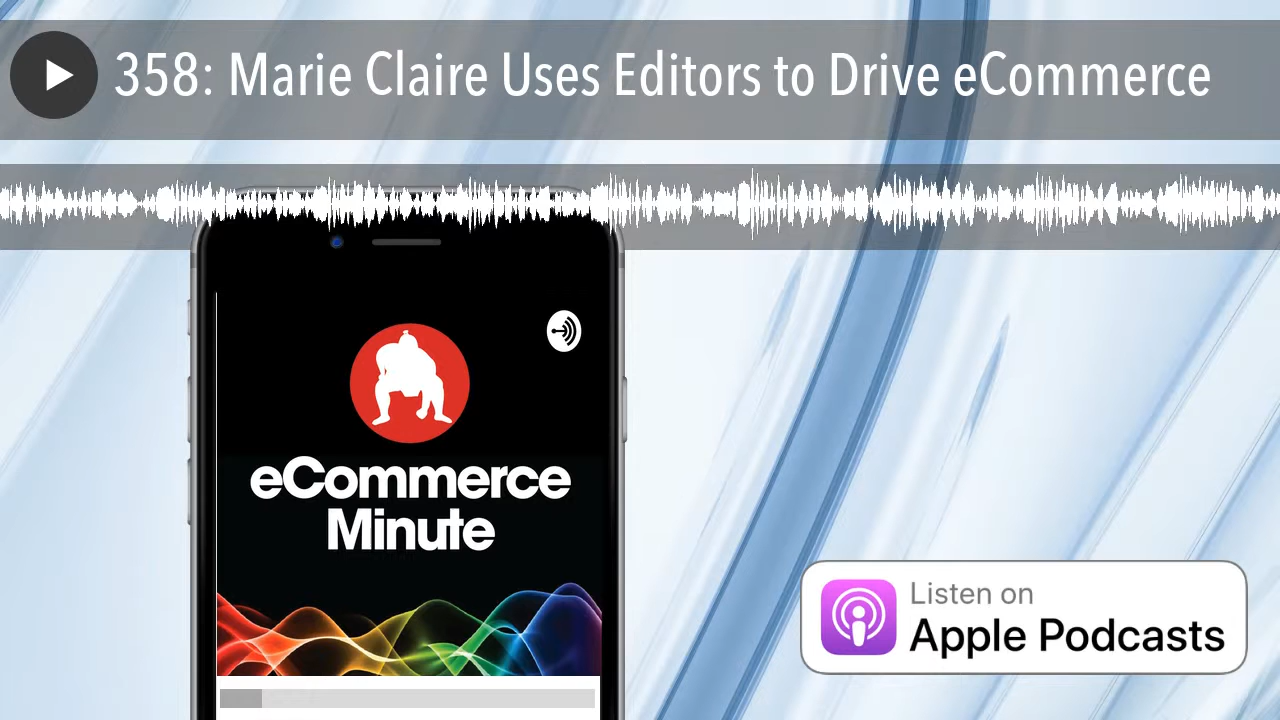 358: Marie Claire Uses Editors to Drive eCommerce
eCommerce
Minute
Listen on
Apple Podcasts